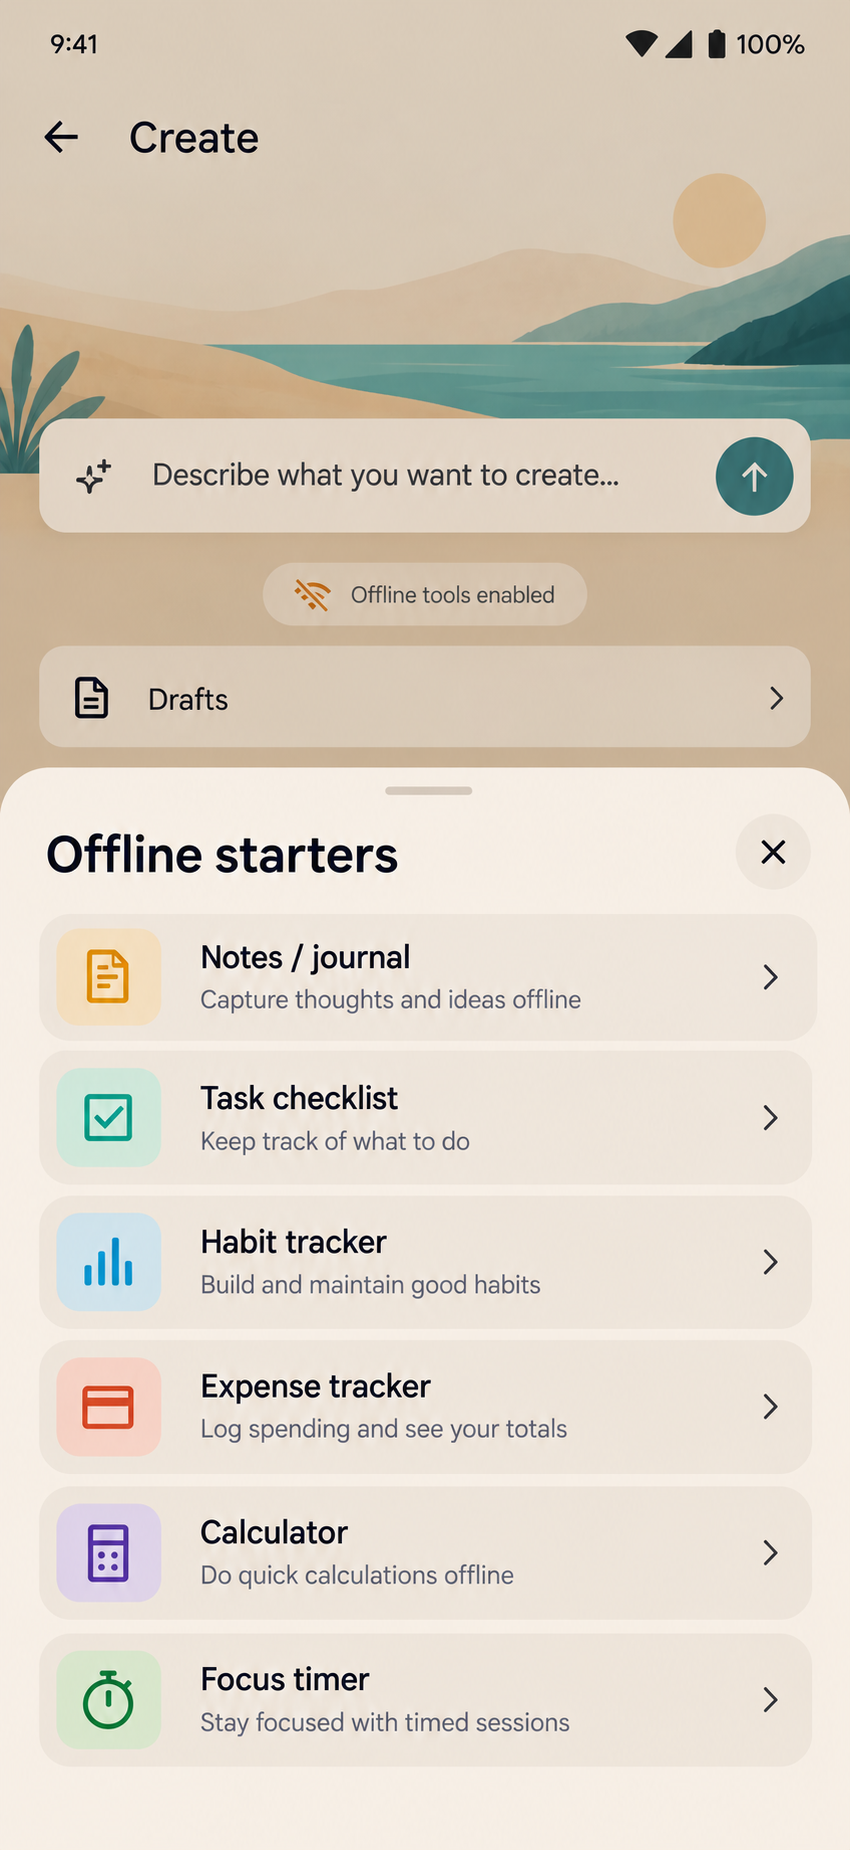 9:41
100%
Create
Describe what you want to create...
Offline tools enabled
Drafts
Offline starters
Notes / journal
Capture thoughts and ideas offline
Task checklist
Keep track of what to do
Habit tracker
Build and maintain good habits
Expense tracker
Log spending and see your totals
Calculator
Do quick calculations offline
Focus timer
Stay focused with timed sessions